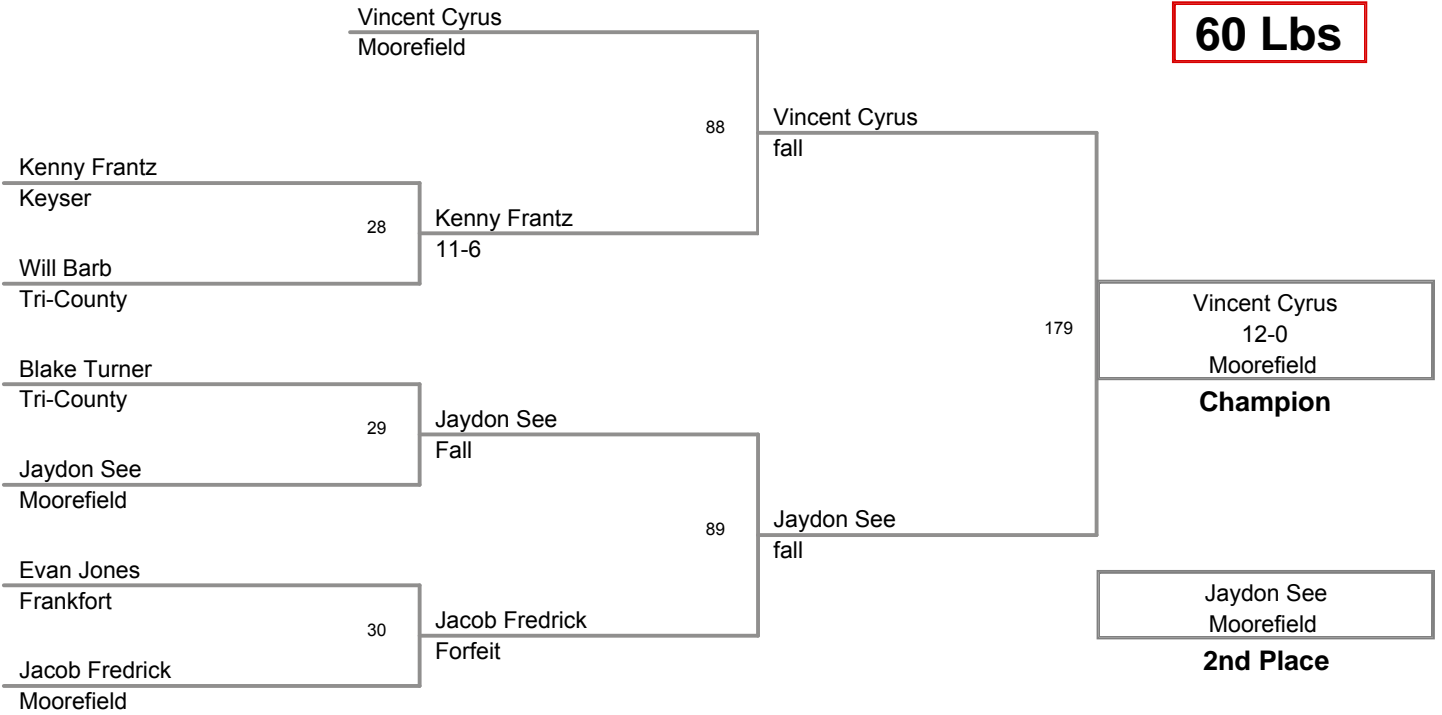 Vincent Cyrus
Moorefield
60 Lbs
88
Vincent Cyrus
fall
Kenny Frantz
Keyser
28
Kenny Frantz
11-6
Will Barb
Tri-County
179
Vincent Cyrus
12-0
Moorefield
Champion
Blake Turner
Tri-County
29
Jaydon See
Fall
Jaydon See
Moorefield
89
Jaydon See
fall
Evan Jones
Frankfort
30
Jacob Fredrick
Forfeit
Jacob Fredrick
Moorefield
Jaydon See
Moorefield
2nd Place